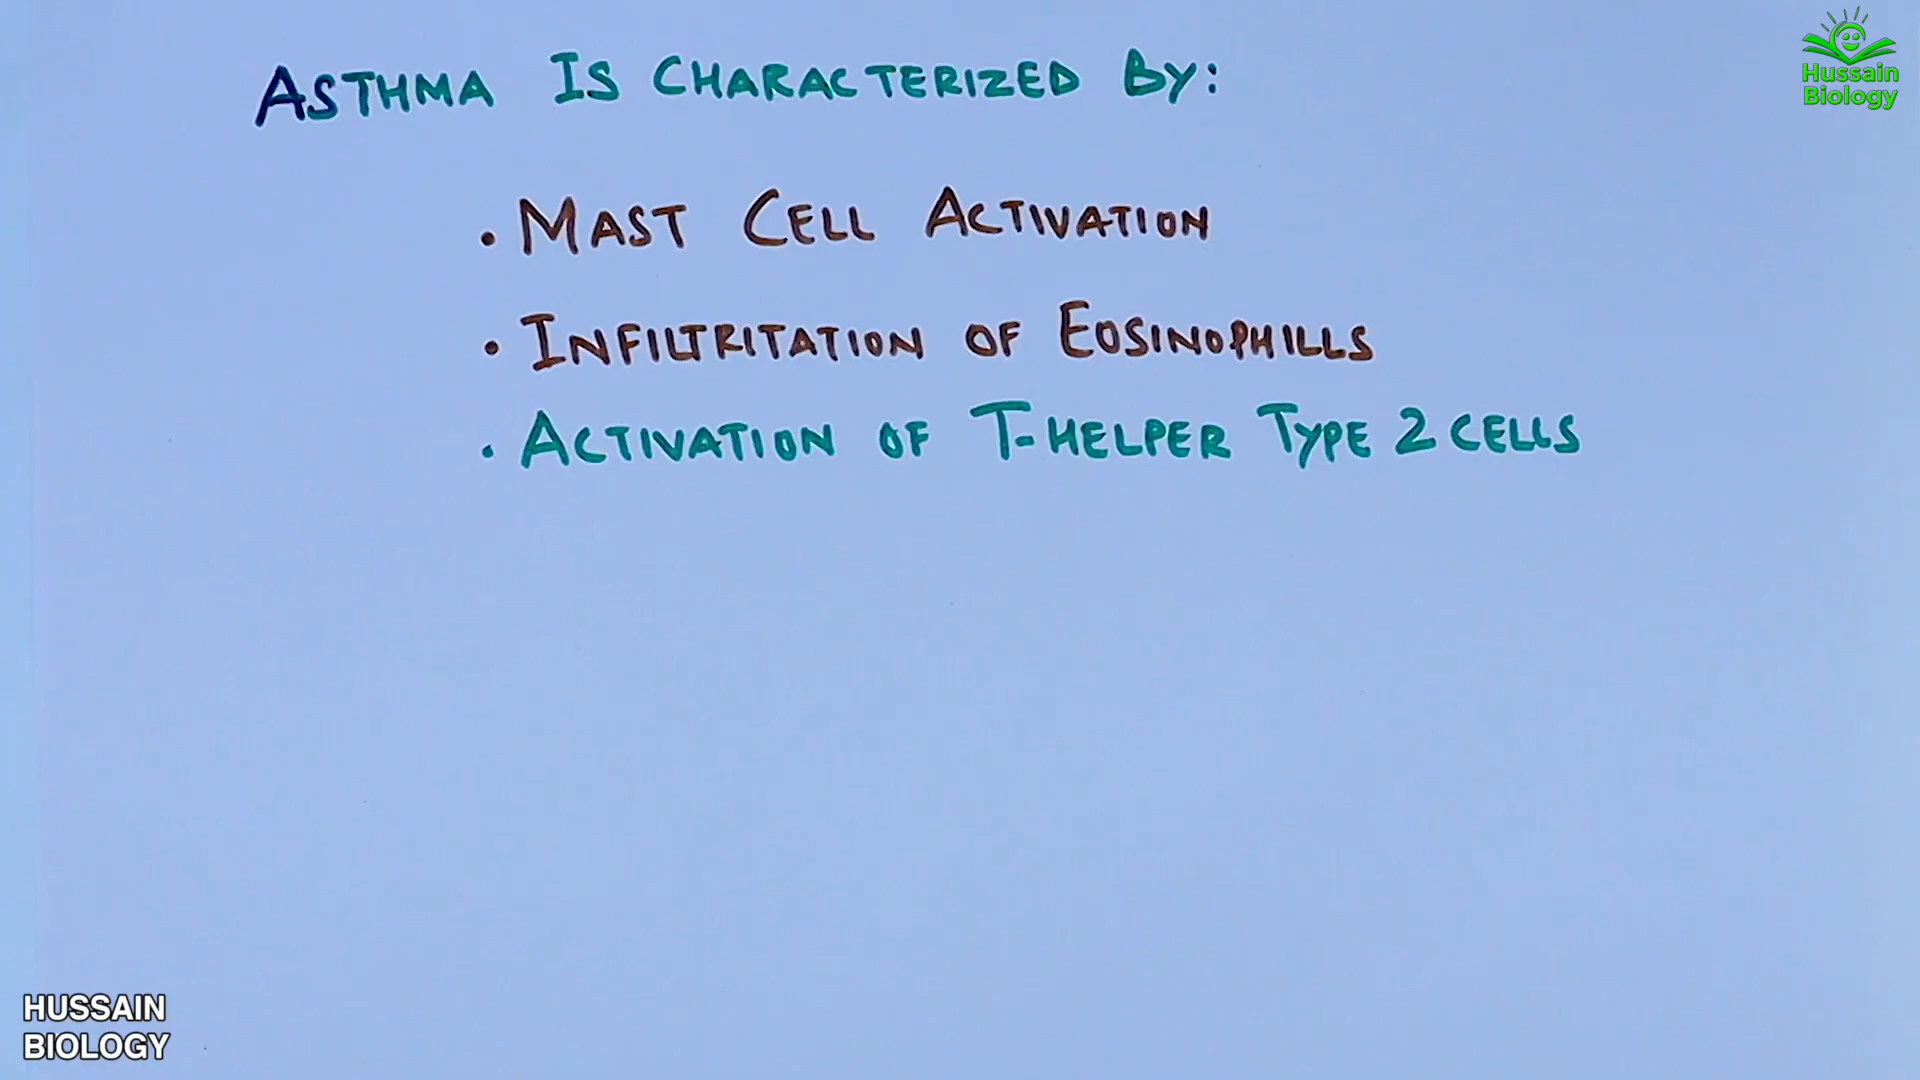 ASTHMA IS CHARACTERIZED BY:
Hussain
Biology
• MAST CELL ACTIVATION
• INFILTRITATION OF EOSINOPHILLS
• ACTIVATION OF T-HELPER TYPE 2 CELLS
HUSSAIN
BIOLOGY